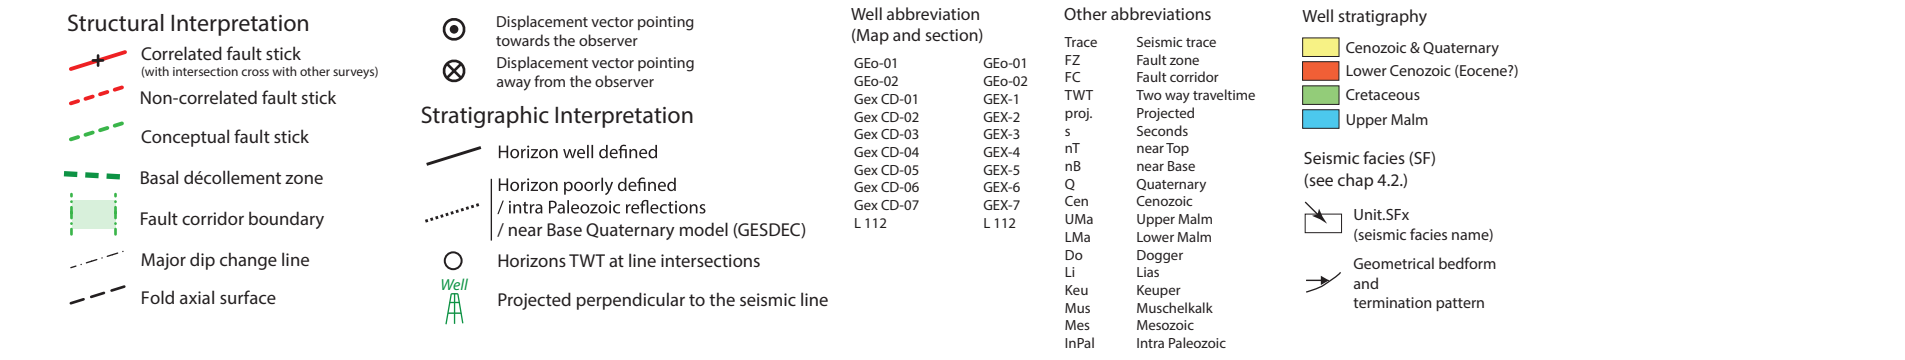 Structural Interpretation
Correlated fault stick
(with intersection cross with other surveys)
Non-correlated fault stick
Conceptual fault stick
Basal décollement zone
Fault corridor boundary
Major dip change line
Fold axial surface
Displacement vector pointing
towards the observer
Displacement vector pointing
away from the observer
Stratigraphic Interpretation
Horizon well defined
Horizon poorly defined
/ intra Paleozoic reflections
/ near Base Quaternary model (GESDEC)
Horizons TWT at line intersections
Well
Projected perpendicular to the seismic line
Well abbreviation
(Map and section)
GEo-01 GEo-01
GEo-02 GEo-02
Gex CD-01 GEX-1
Gex CD-02 GEX-2
Gex CD-03 GEX-3
Gex CD-04 GEX-4
Gex CD-05 GEX-5
Gex CD-06 GEX-6
Gex CD-07 GEX-7
L 112 L 112
Other abbreviations
Trace Seismic trace
FZ Fault zone
FC Fault corridor
TWT Two way traveltime
proj. Projected
s Seconds
nT near Top
nB near Base
Q Quaternary
Cen Cenozoic
UMa Upper Malm
LMa Lower Malm
Do Dogger
Li Lias
Keu Keuper
Mus Muschelkalk
Mes Mesozoic
InPal Intra Paleozoic
Well stratigraphy
Cenozoic & Quaternary
Lower Cenozoic (Eocene?)
Cretaceous
Upper Malm
Seismic facies (SF)
(see chap 4.2.)
Unit.SFx
(seismic facies name)
Geometrical bedform
and
termination pattern